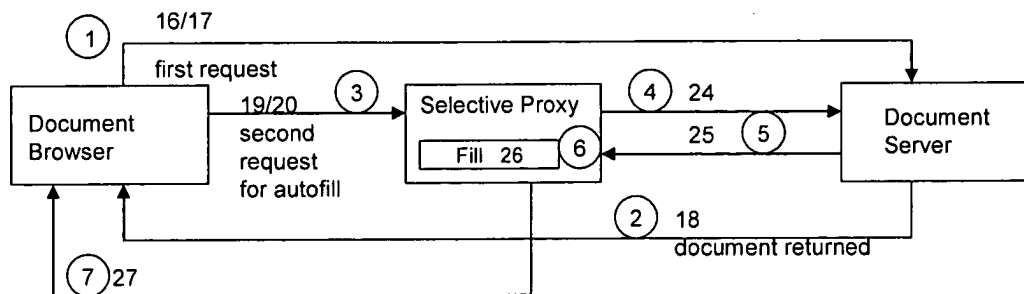 16/17
1
first request
Document
Browser
19/20
second
request
for autofill
3
Selective Proxy
Fill 26
6
4 24
25 5
Document
Server
2 18
document returned
7 27